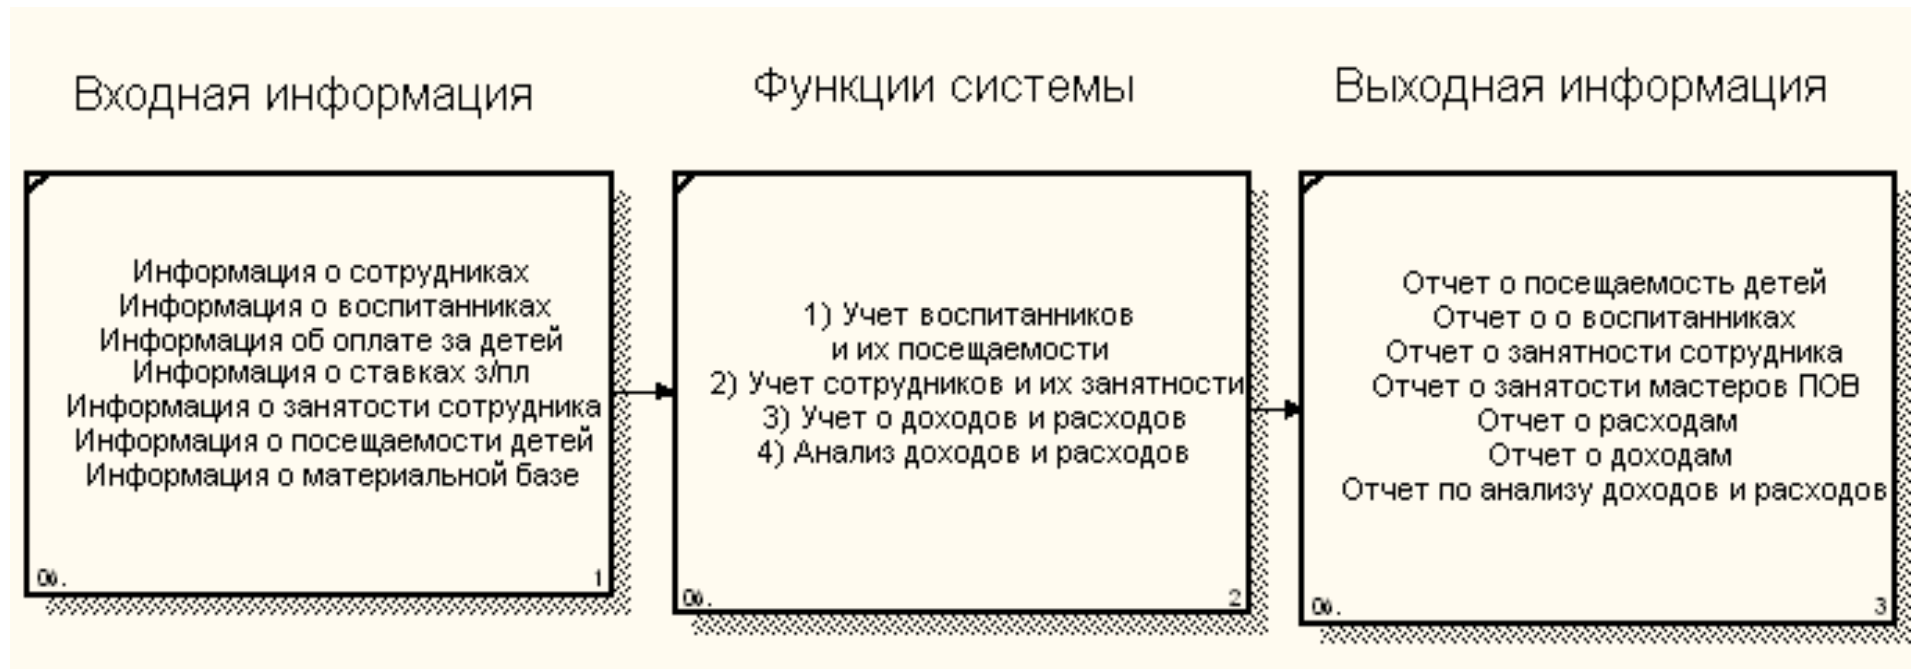 Входная информация
Функции системы
Выходная информация
Информация о сотрудниках
Информация о воспитанниках
Информация об оплате за детей
Информация о ставках з/пл
Информация о занятости сотрудника
Информация о посещаемости детей
Информация о материальной базе
0
1
1) Учет воспитанников
и их посещаемости
2) Учет сотрудников и их занятности
3) Учет о доходов и расходов
4) Анализ доходов и расходов
2
Отчет о посещаемость детей
Отчет о о воспитанниках
Отчет о занятности сотрудника
Отчет о занятости мастеров ПОВ
Отчет о расходам
Отчет о доходам
Отчет по анализу доходов и расходов
3